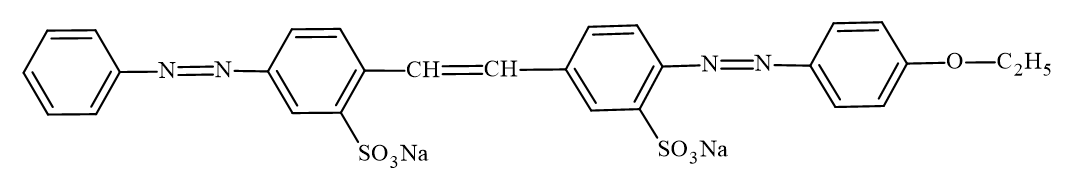 N N CH CH N N O C₂H₅
SO₃Na SO₃Na